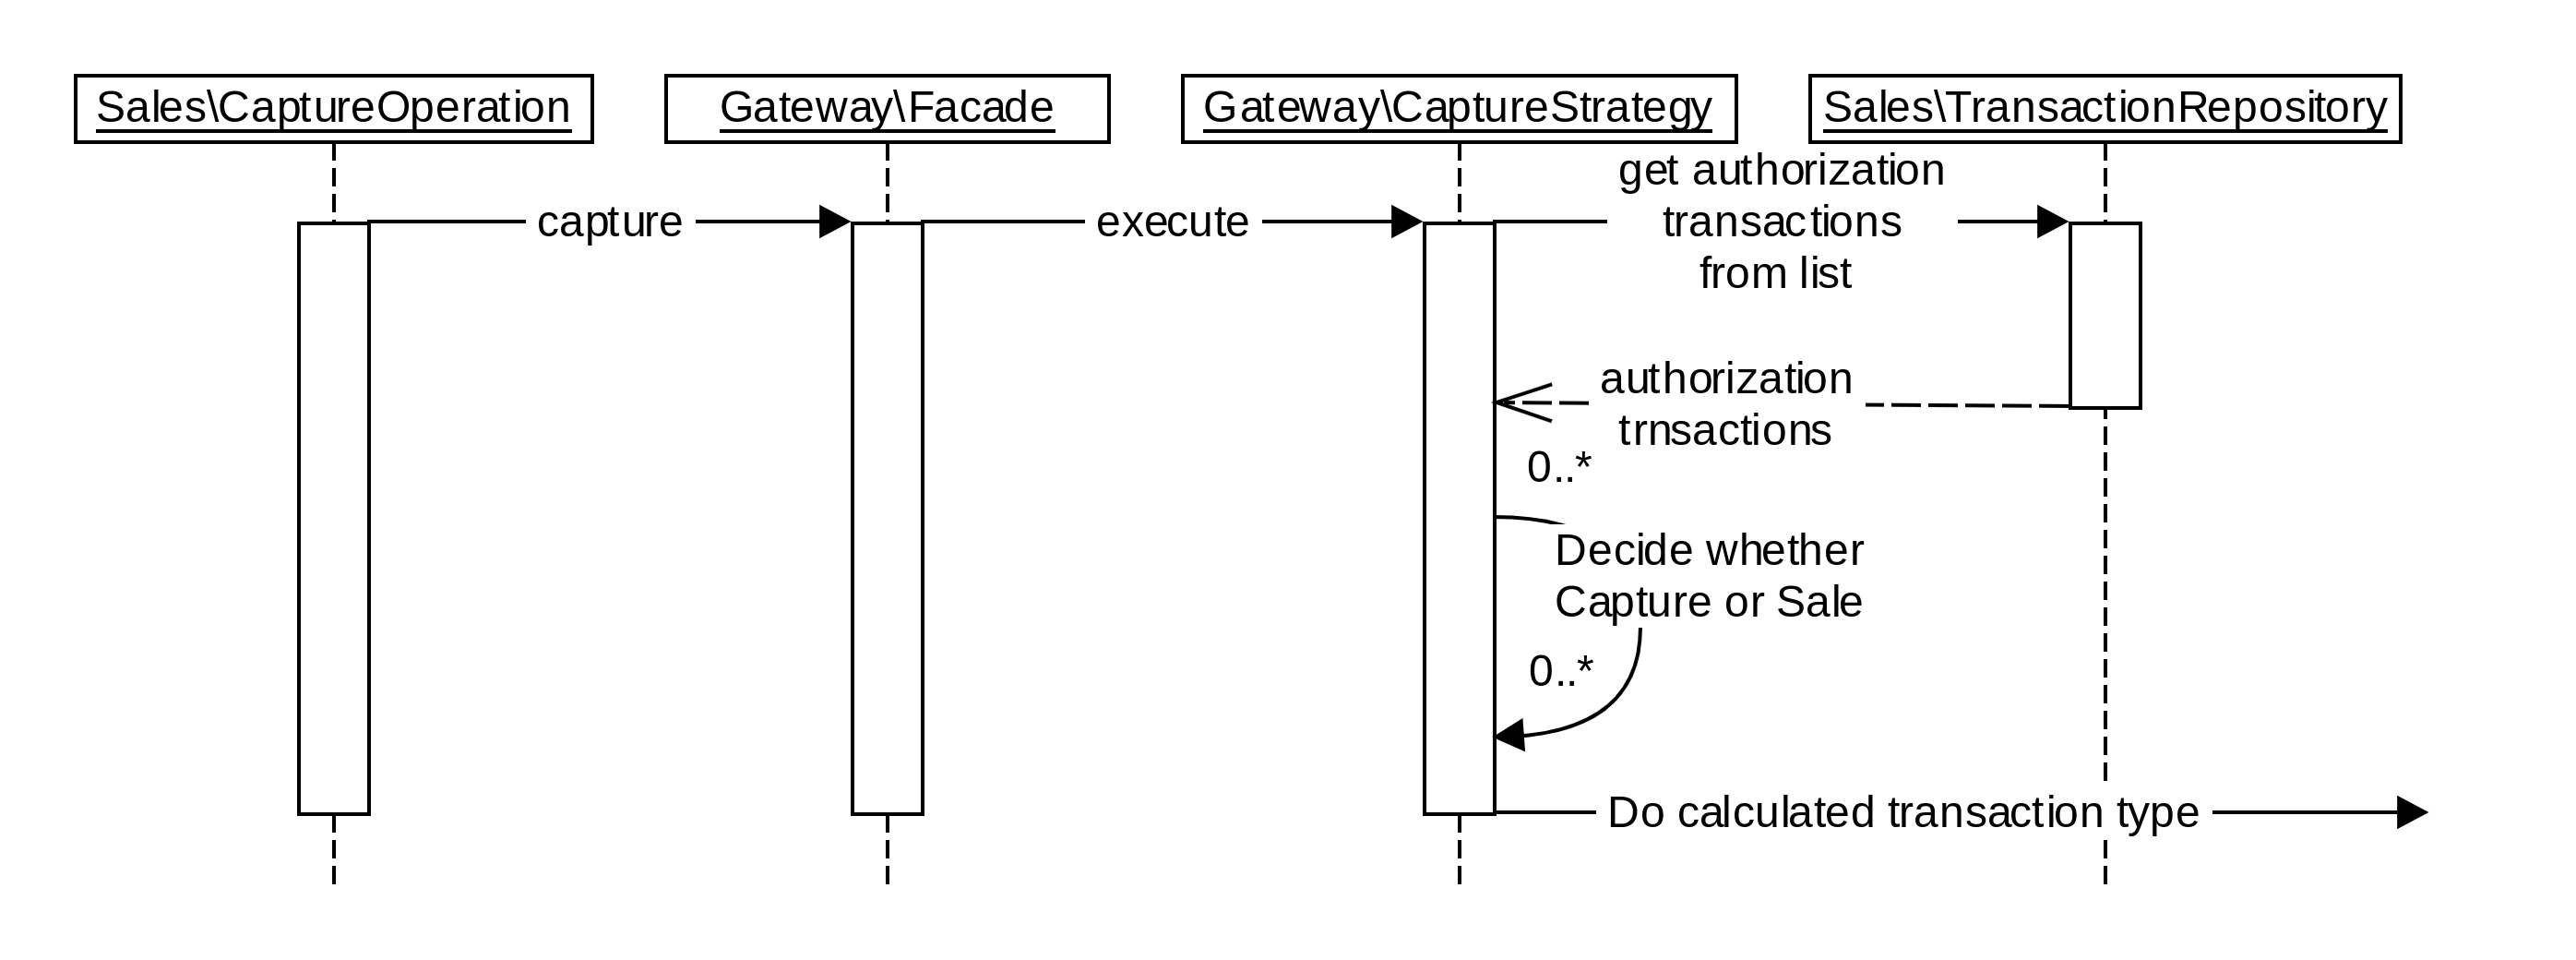 Sales\CaptureOperation
Gateway\Facade
Gateway\CaptureStrategy
Sales\TransactionRepository
capture
execute
get authorization
transactions
from list
authorization
trnsactions
0..*
Decide whether
Capture or Sale
0..*
Do calculated transaction type